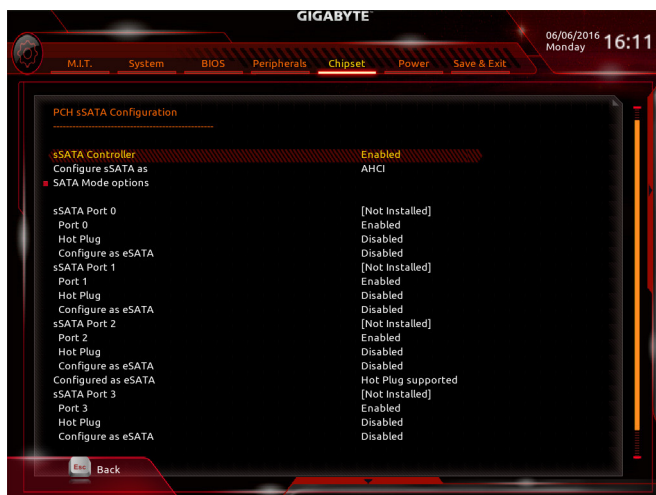 GIGABYTE™
06/06/2016 Monday 16:11
M.I.T. System BIOS Peripherals Chipset Power Save & Exit
PCH sSATA Configuration
----------------------------------------------------
sSATA Controller Enabled
Configure sSATA as AHCI
SATA Mode options
sSATA Port 0 [Not Installed]
Port 0 Enabled
Hot Plug Disabled
Configure as eSATA Disabled
sSATA Port 1 [Not Installed]
Port 1 Enabled
Hot Plug Disabled
Configure as eSATA Disabled
sSATA Port 2 [Not Installed]
Port 2 Enabled
Hot Plug Disabled
Configure as eSATA Disabled
Configured as eSATA Hot Plug supported
sSATA Port 3 [Not Installed]
Port 3 Enabled
Hot Plug Disabled
Configure as eSATA Disabled
Esc Back